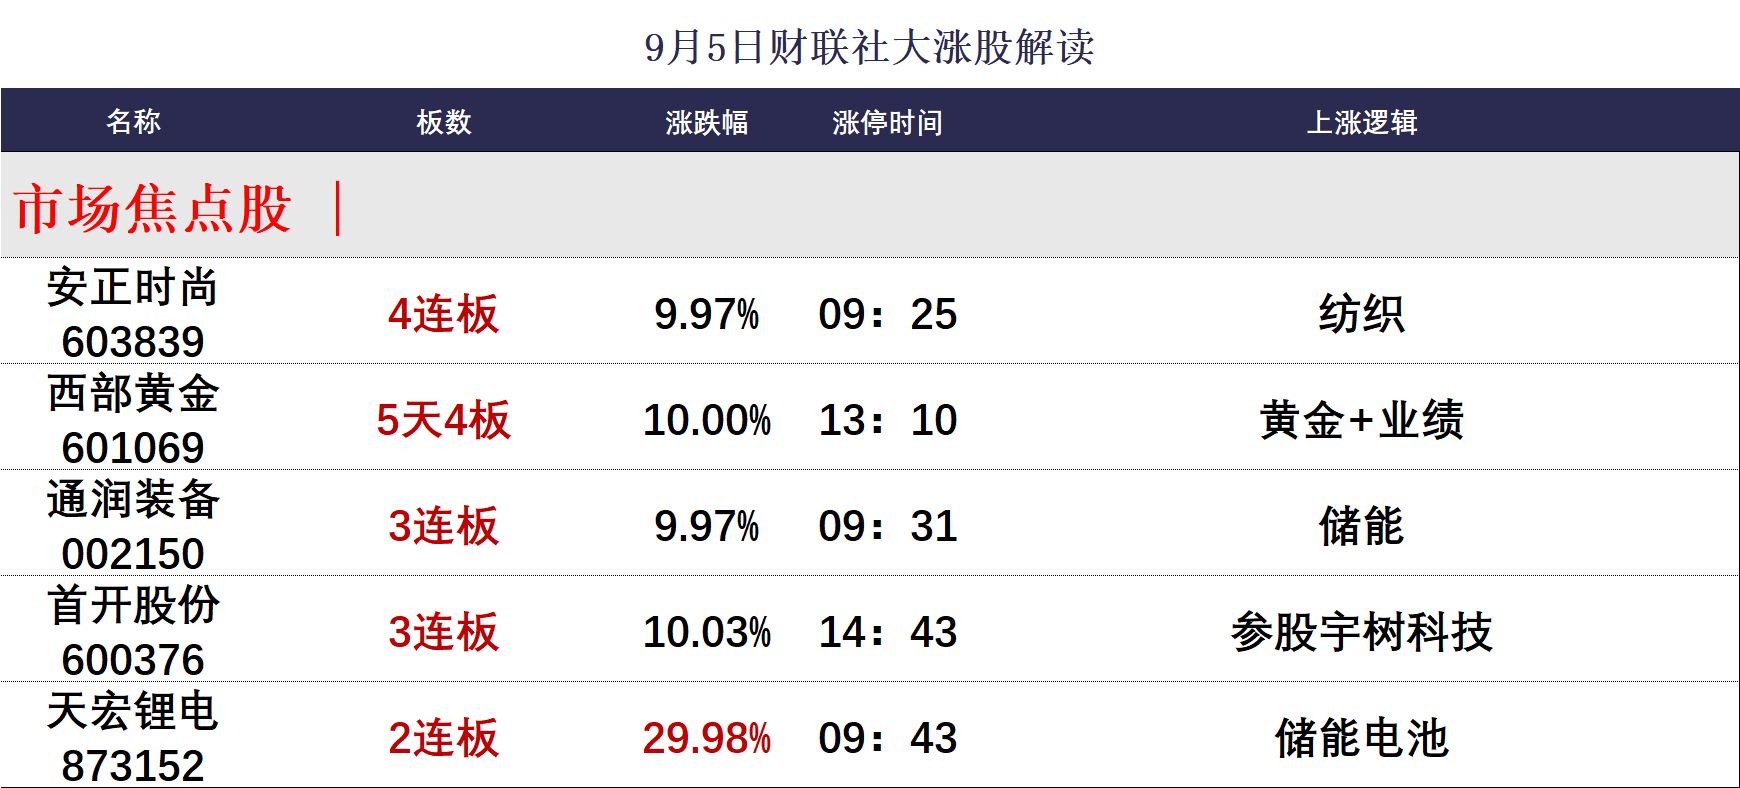 9月5日财联社大涨股解读
名称 板数 涨跌幅 涨停时间 上涨逻辑
市场焦点股 ｜
安正时尚
603839 4连板 9.97% 09：25 纺织
西部黄金
601069 5天4板 10.00% 13：10 黄金+业绩
通润装备
002150 3连板 9.97% 09：31 储能
首开股份
600376 3连板 10.03% 14：43 参股宇树科技
天宏锂电
873152 2连板 29.98% 09：43 储能电池